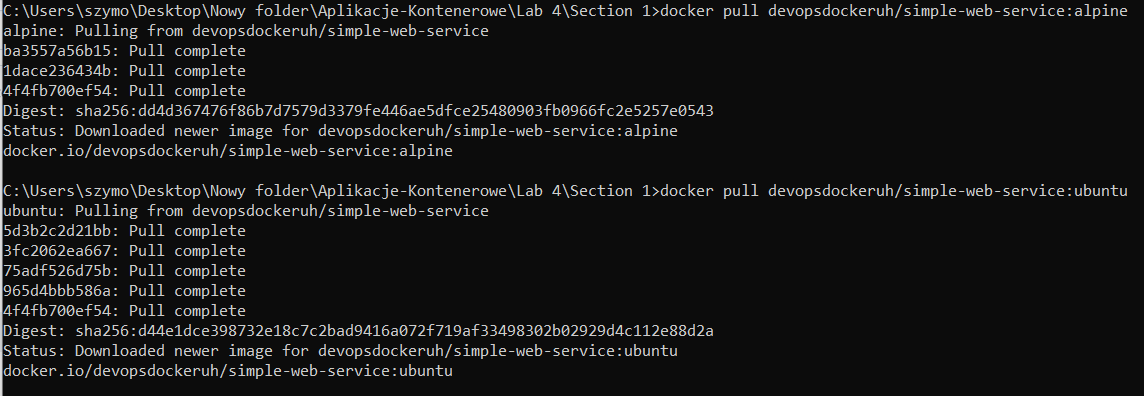 C:\Users\szymo\Desktop\Nowy folder\Aplikacje-Kontenerowe\Lab 4\Section 1>docker pull devopsdockeruh/simple-web-service:alpine
alpine: Pulling from devopsdockeruh/simple-web-service
ba3557a56b15: Pull complete
1dace236434b: Pull complete
4f4fb700ef54: Pull complete
Digest: sha256:dd4d367476f86b7d7579d3379fe446ae5dfce25480903fb0966fc2e5257e0543
Status: Downloaded newer image for devopsdockeruh/simple-web-service:alpine
docker.io/devopsdockeruh/simple-web-service:alpine
C:\Users\szymo\Desktop\Nowy folder\Aplikacje-Kontenerowe\Lab 4\Section 1>docker pull devopsdockeruh/simple-web-service:ubuntu
ubuntu: Pulling from devopsdockeruh/simple-web-service
5d3b2c2d21bb: Pull complete
3fc2062ea667: Pull complete
75adf526d75b: Pull complete
965d4bbb586a: Pull complete
4f4fb700ef54: Pull complete
Digest: sha256:d44e1dce398732e18c7c2bad9416a072f719af33498302b02929d4c112e88d2a
Status: Downloaded newer image for devopsdockeruh/simple-web-service:ubuntu
docker.io/devopsdockeruh/simple-web-service:ubuntu